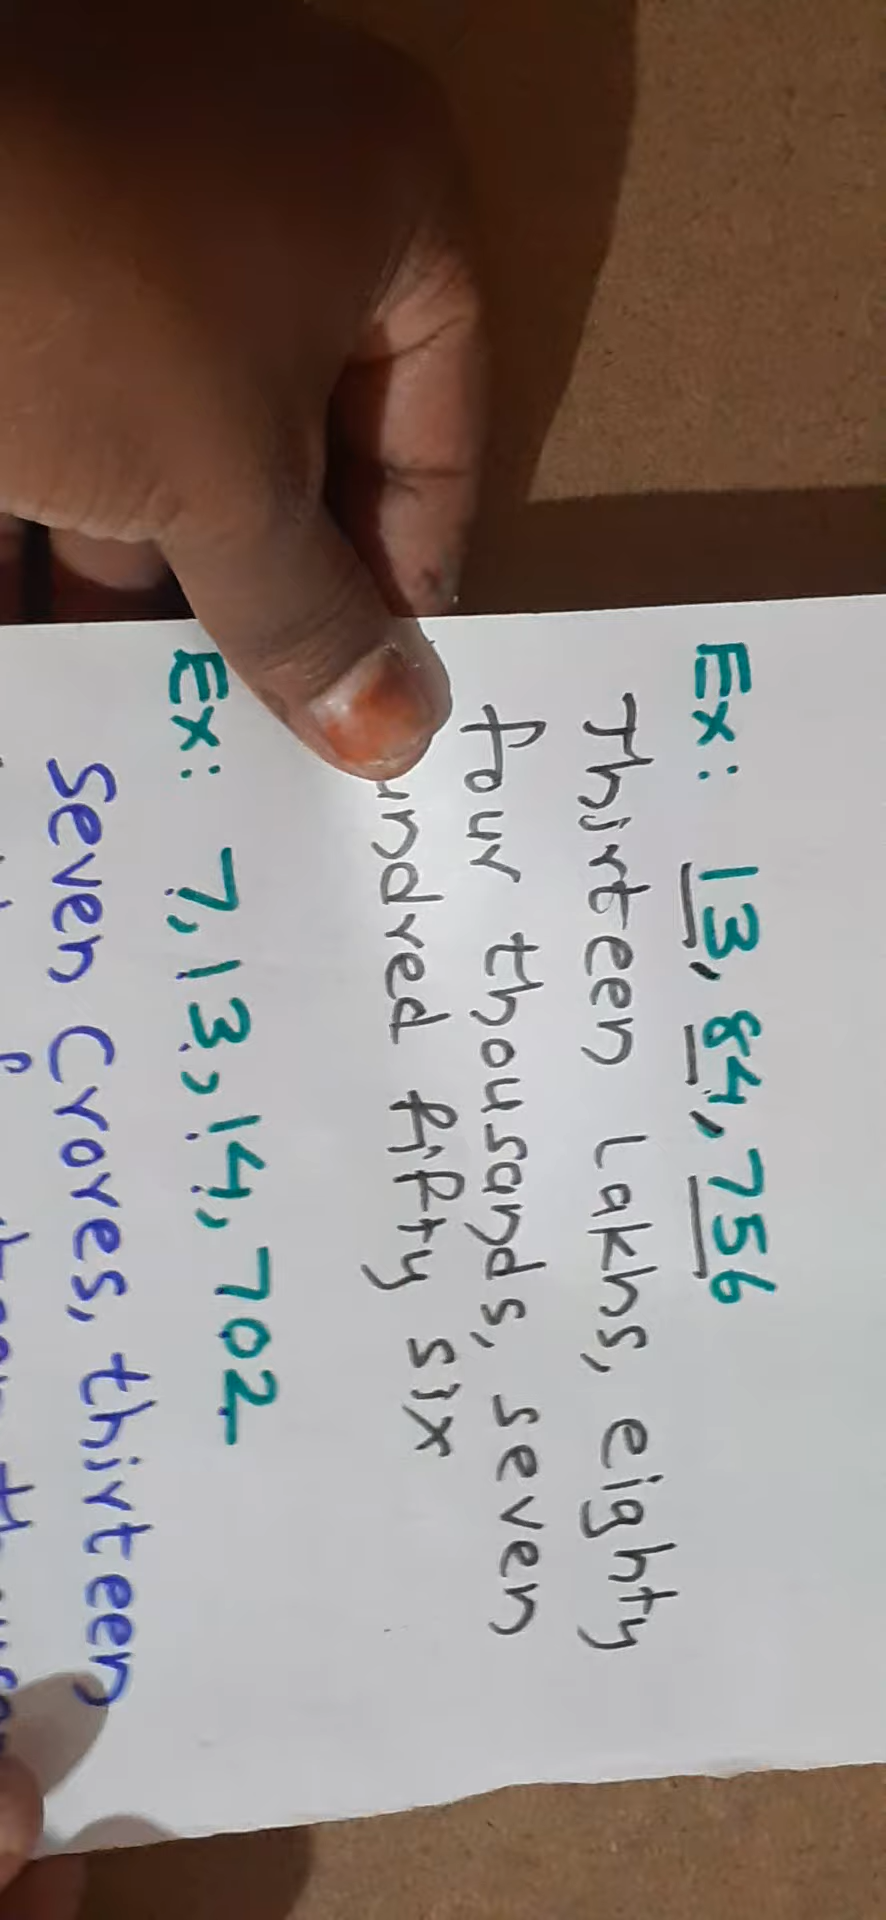 Ex: 13, 84, 756
Thirteen Lakhs, eighty
four thousands, seven
undred fifty six
Ex: 7,13,14,702
Seven Crores, thirteen